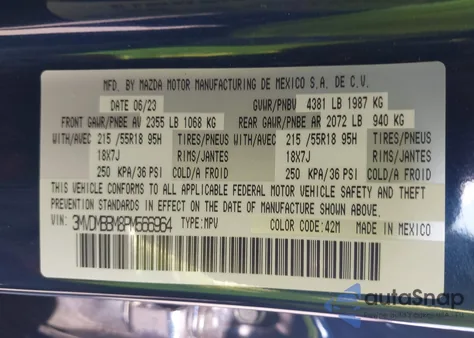 MFD. BY MAZDA MOTOR MANUFACTURING DE MEXICO S.A. DE C.V.
DATE 06/23 GVWR/PNBV 4381 LB 1987 KG
FRONT GAWR/PNBE AV 2355 LB 1068 KG REAR GAWR/PNBE AR 2072 LB 940 KG
WITH/AVEC 215 /55R18 95H TIRES/PNEUS WITH/AVEC 215 /55R18 95H TIRES/PNEUS
18X7J RIMS/JANTES 18X7J RIMS/JANTES
250 KPA/36 PSI COLD/A FROID 250 KPA/36 PSI COLD/A FROID
THIS VEHICLE CONFORMS TO ALL APPLICABLE FEDERAL MOTOR VEHICLE SAFETY AND THEFT
PREVENTION STANDARDS IN EFFECT ON THE DATE OF MANUFACTURE SHOWN ABOVE.
VIN: 3MVDMBBM8PM566964 TYPE:MPV COLOR CODE:42M MEXICO
autoSnap